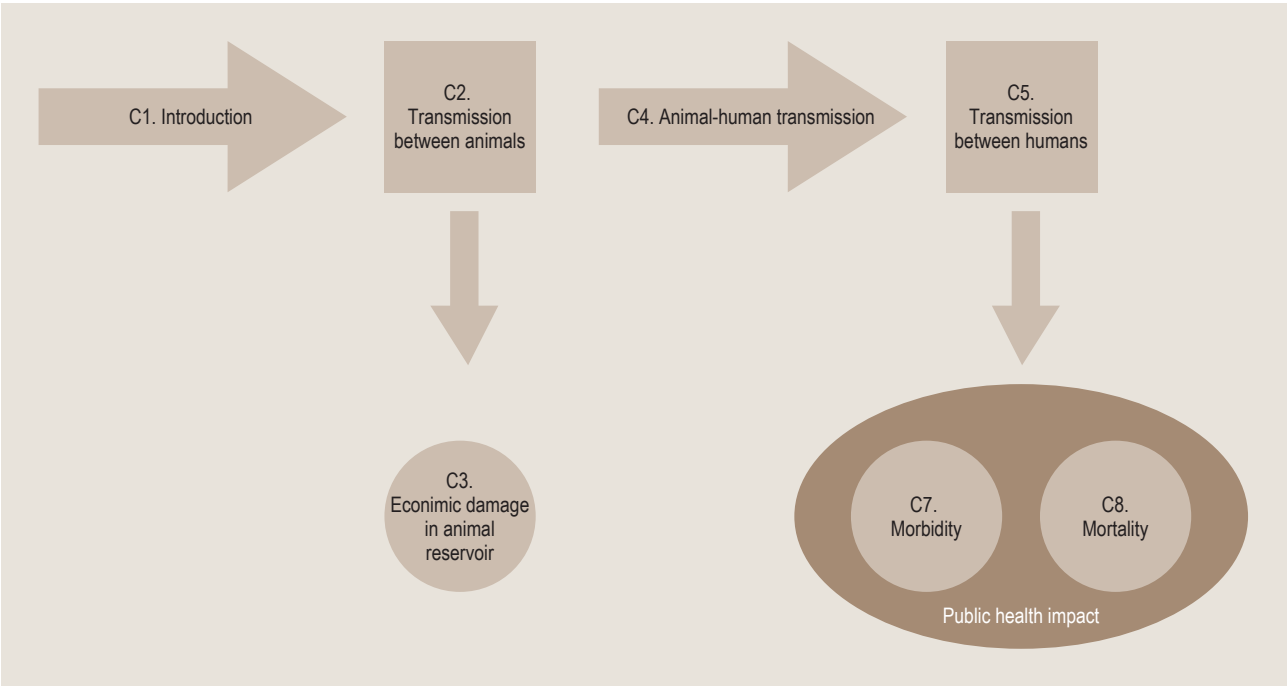 C1. Introduction
C2.
Transmission
between animals
C4. Animal-human transmission
C5.
Transmission
between humans
C3.
Econimic damage
in animal
reservoir
C7.
Morbidity
C8.
Mortality
Public health impact